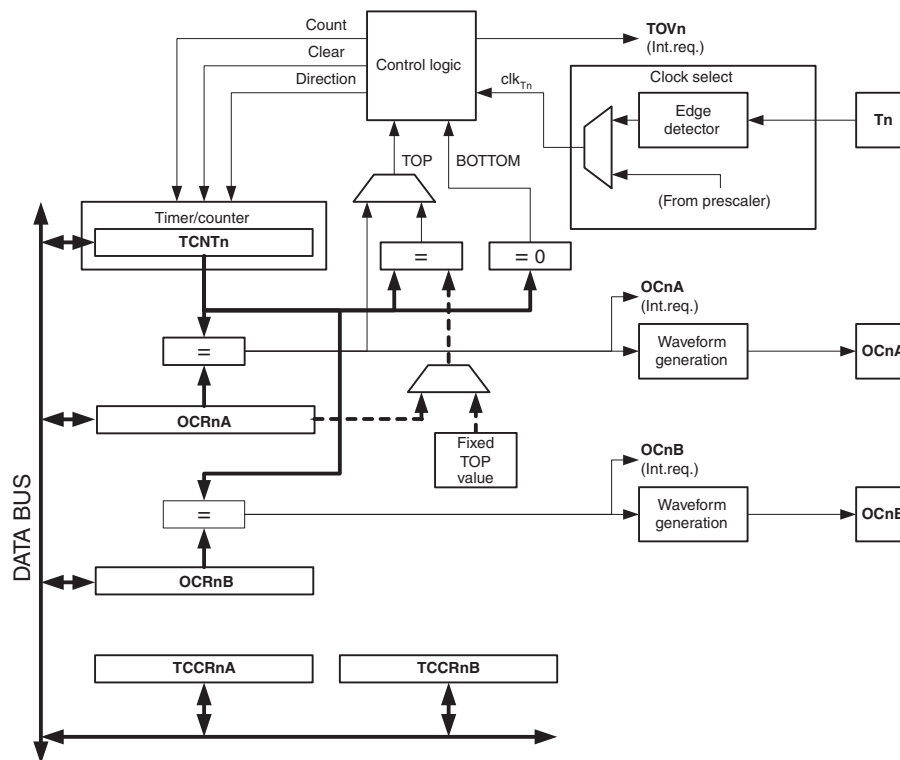 Count
Clear
Direction
Control logic
TOVn
(Int.req.)
clkTn
Clock select
Edge
detector
Tn
(From prescaler)
TOP
BOTTOM
Timer/counter
TCNTn
=
= 0
OCnA
(Int.req.)
=
Waveform
generation
OCnA
OCRnA
Fixed
TOP
value
OCnB
(Int.req.)
=
Waveform
generation
OCnB
OCRnB
DATA BUS
TCCRnA
TCCRnB